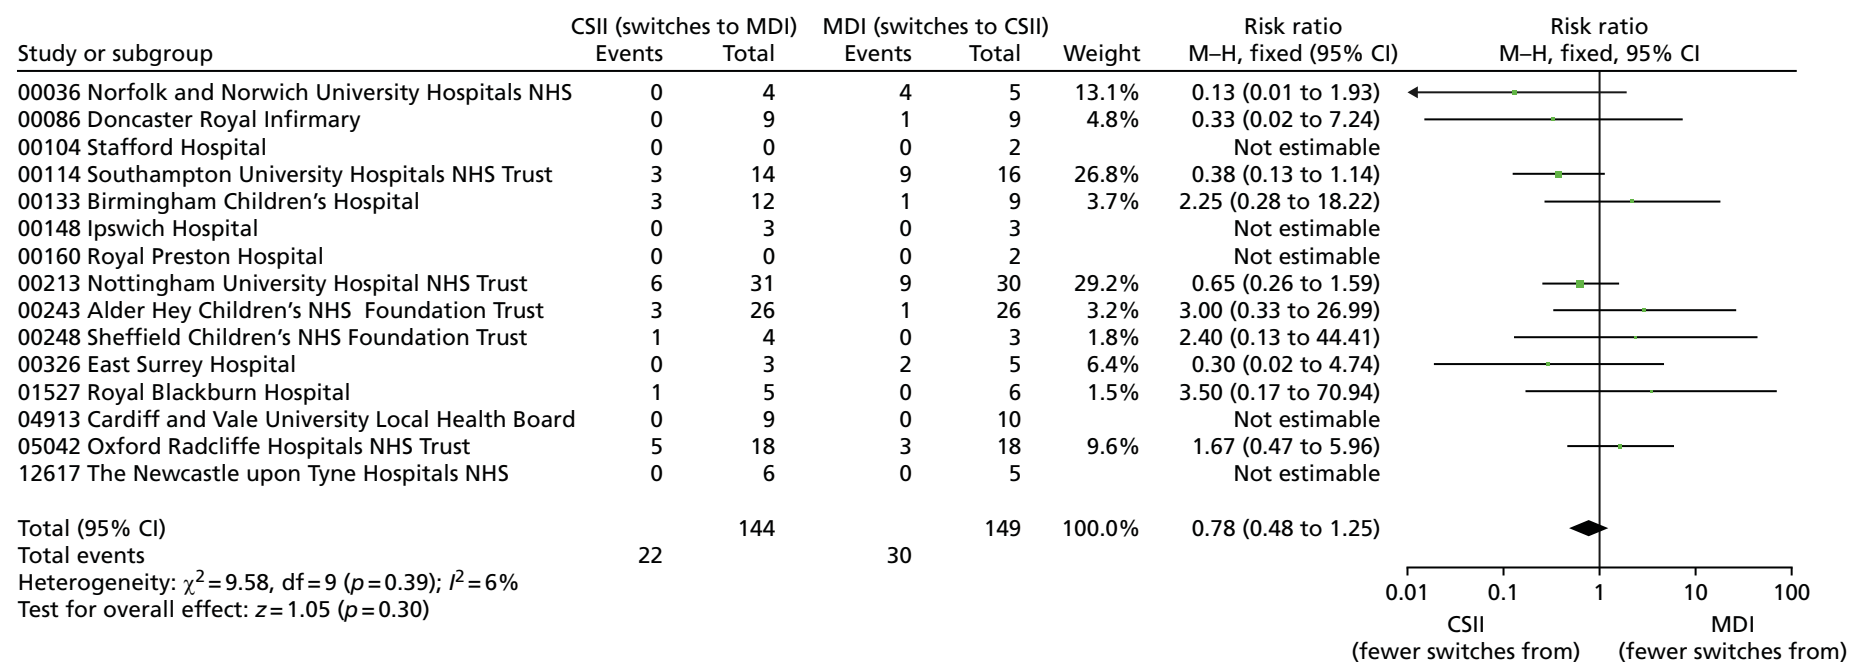 CSII (switches to MDI) MDI (switches to CSII) Risk ratio Risk ratio
Study or subgroup Events Total Events Total Weight M–H, fixed (95% CI) M–H, fixed, 95% CI
00036 Norfolk and Norwich University Hospitals NHS 0 4 4 5 13.1% 0.13 (0.01 to 1.93)
00086 Doncaster Royal Infirmary 0 9 1 9 4.8% 0.33 (0.02 to 7.24)
00104 Stafford Hospital 0 0 0 2 Not estimable
00114 Southampton University Hospitals NHS Trust 3 14 9 16 26.8% 0.38 (0.13 to 1.14)
00133 Birmingham Children’s Hospital 3 12 1 9 3.7% 2.25 (0.28 to 18.22)
00148 Ipswich Hospital 0 3 0 3 Not estimable
00160 Royal Preston Hospital 0 0 0 2 Not estimable
00213 Nottingham University Hospital NHS Trust 6 31 9 30 29.2% 0.65 (0.26 to 1.59)
00243 Alder Hey Children’s NHS Foundation Trust 3 26 1 26 3.2% 3.00 (0.33 to 26.99)
00248 Sheffield Children’s NHS Foundation Trust 1 4 0 3 1.8% 2.40 (0.13 to 44.41)
00326 East Surrey Hospital 0 3 2 5 6.4% 0.30 (0.02 to 4.74)
01527 Royal Blackburn Hospital 1 5 0 6 1.5% 3.50 (0.17 to 70.94)
04913 Cardiff and Vale University Local Health Board 0 9 0 10 Not estimable
05042 Oxford Radcliffe Hospitals NHS Trust 5 18 3 18 9.6% 1.67 (0.47 to 5.96)
12617 The Newcastle upon Tyne Hospitals NHS 0 6 0 5 Not estimable
Total (95% CI) 144 149 100.0% 0.78 (0.48 to 1.25)
Total events 22 30
Heterogeneity: χ²=9.58, df=9 (p=0.39); I²=6%
Test for overall effect: z=1.05 (p=0.30)
0.01 0.1 1 10 100
CSII MDI
(fewer switches from) (fewer switches from)